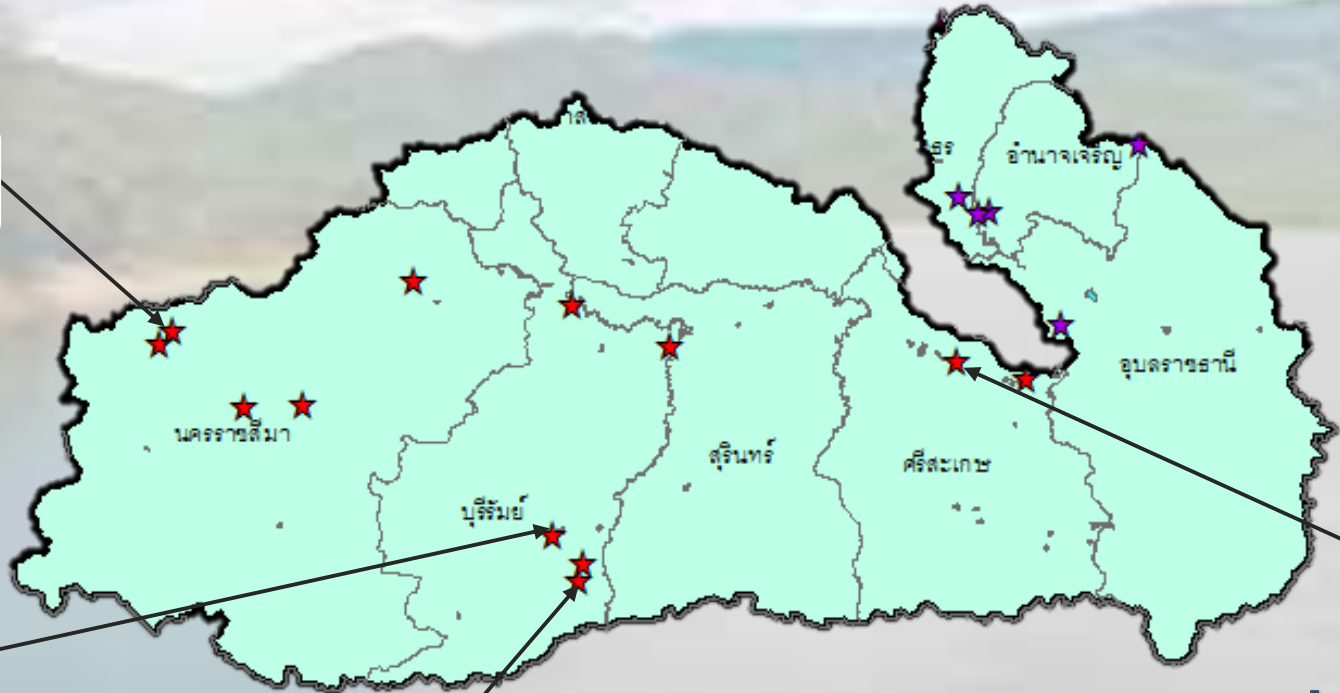 อำนาจเจริญ
อุบลราชธานี
นครราชสีมา
สุรินทร์
ศรีสะเกษ
บุรีรัมย์